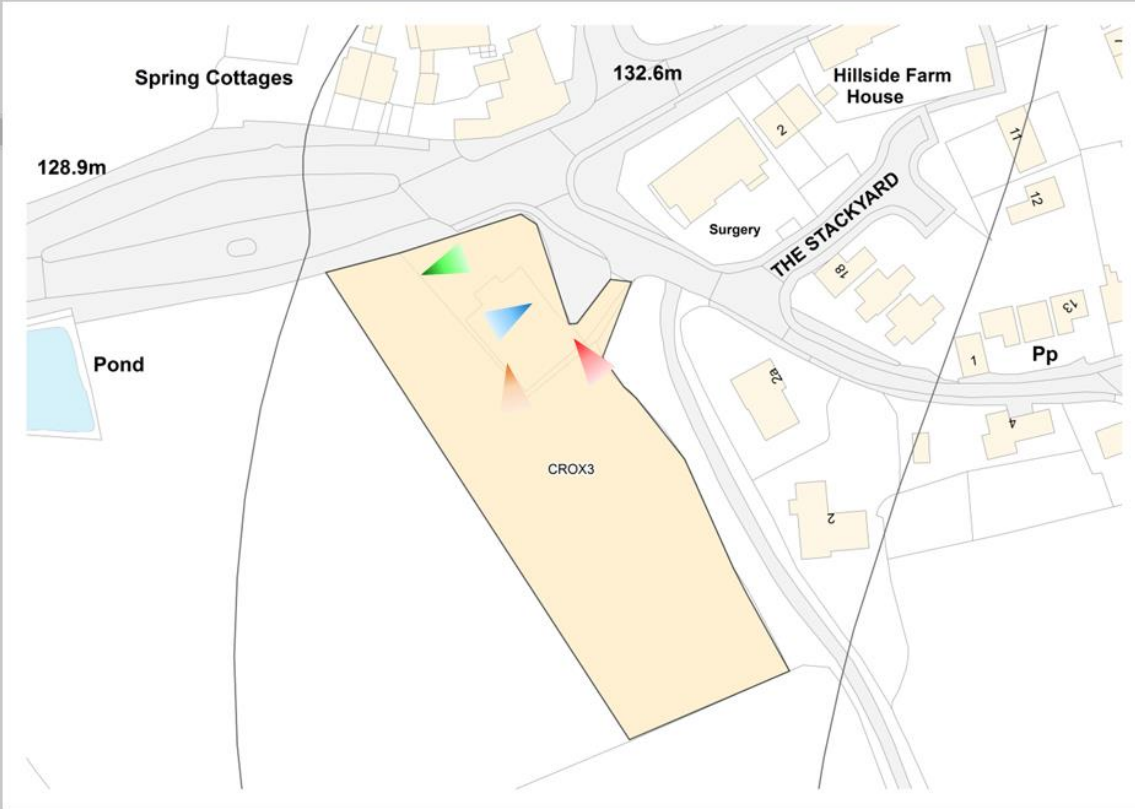 Spring Cottages
132.6m
Hillside Farm
House
128.9m
2
11
12
Surgery
THE STACKYARD
18
13
1
Pp
Pond
2a
4
CROX3
2